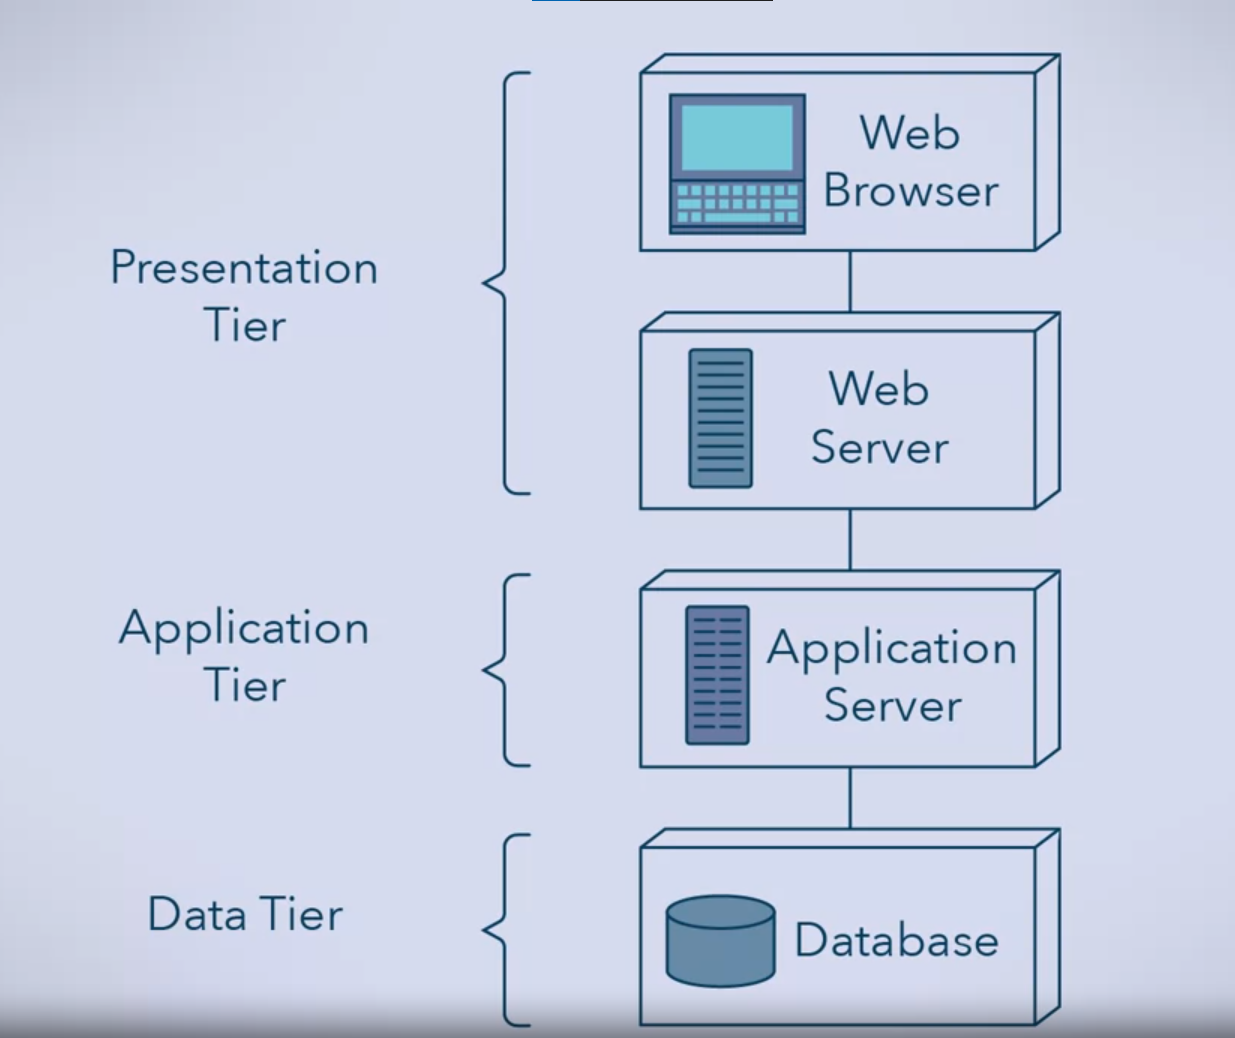 Web
Browser
Presentation
Tier
Web
Server
Application
Tier
Application
Server
Data Tier
Database